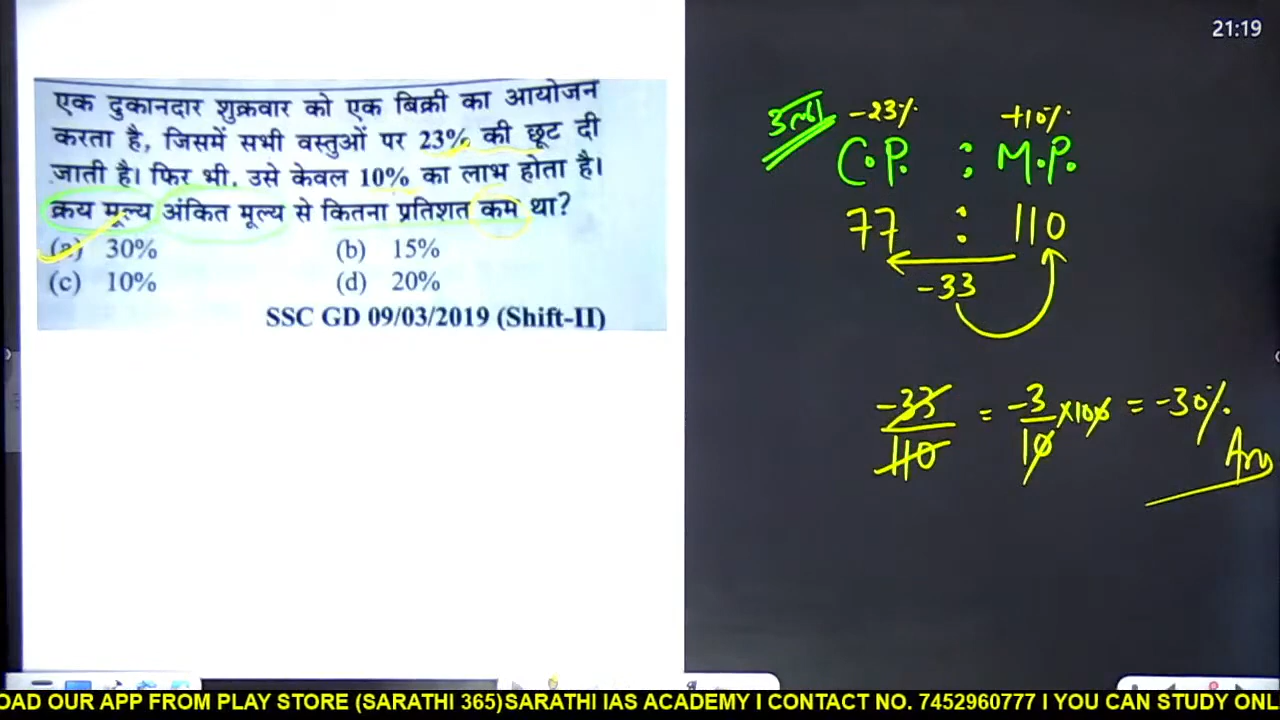 21:19
एक दुकानदार शुक्रवार को एक बिक्री का आयोजन
करता है, जिसमें सभी वस्तुओं पर 23% की छूट दी
जाती है। फिर भी, उसे केवल 10% का लाभ होता है।
क्रय मूल्य अंकित मूल्य से कितना प्रतिशत कम था?
(a) 30% (b) 15%
(c) 10% (d) 20%
SSC GD 09/03/2019 (Shift-II)
-23% +10%
उल्टा C.P. : M.P.
77 : 110
-33
-33/110 = -3/10 ×100 = -30%
Ans
OAD OUR APP FROM PLAY STORE (SARATHI 365)SARATHI IAS ACADEMY I CONTACT NO. 7452960777 I YOU CAN STUDY ONL